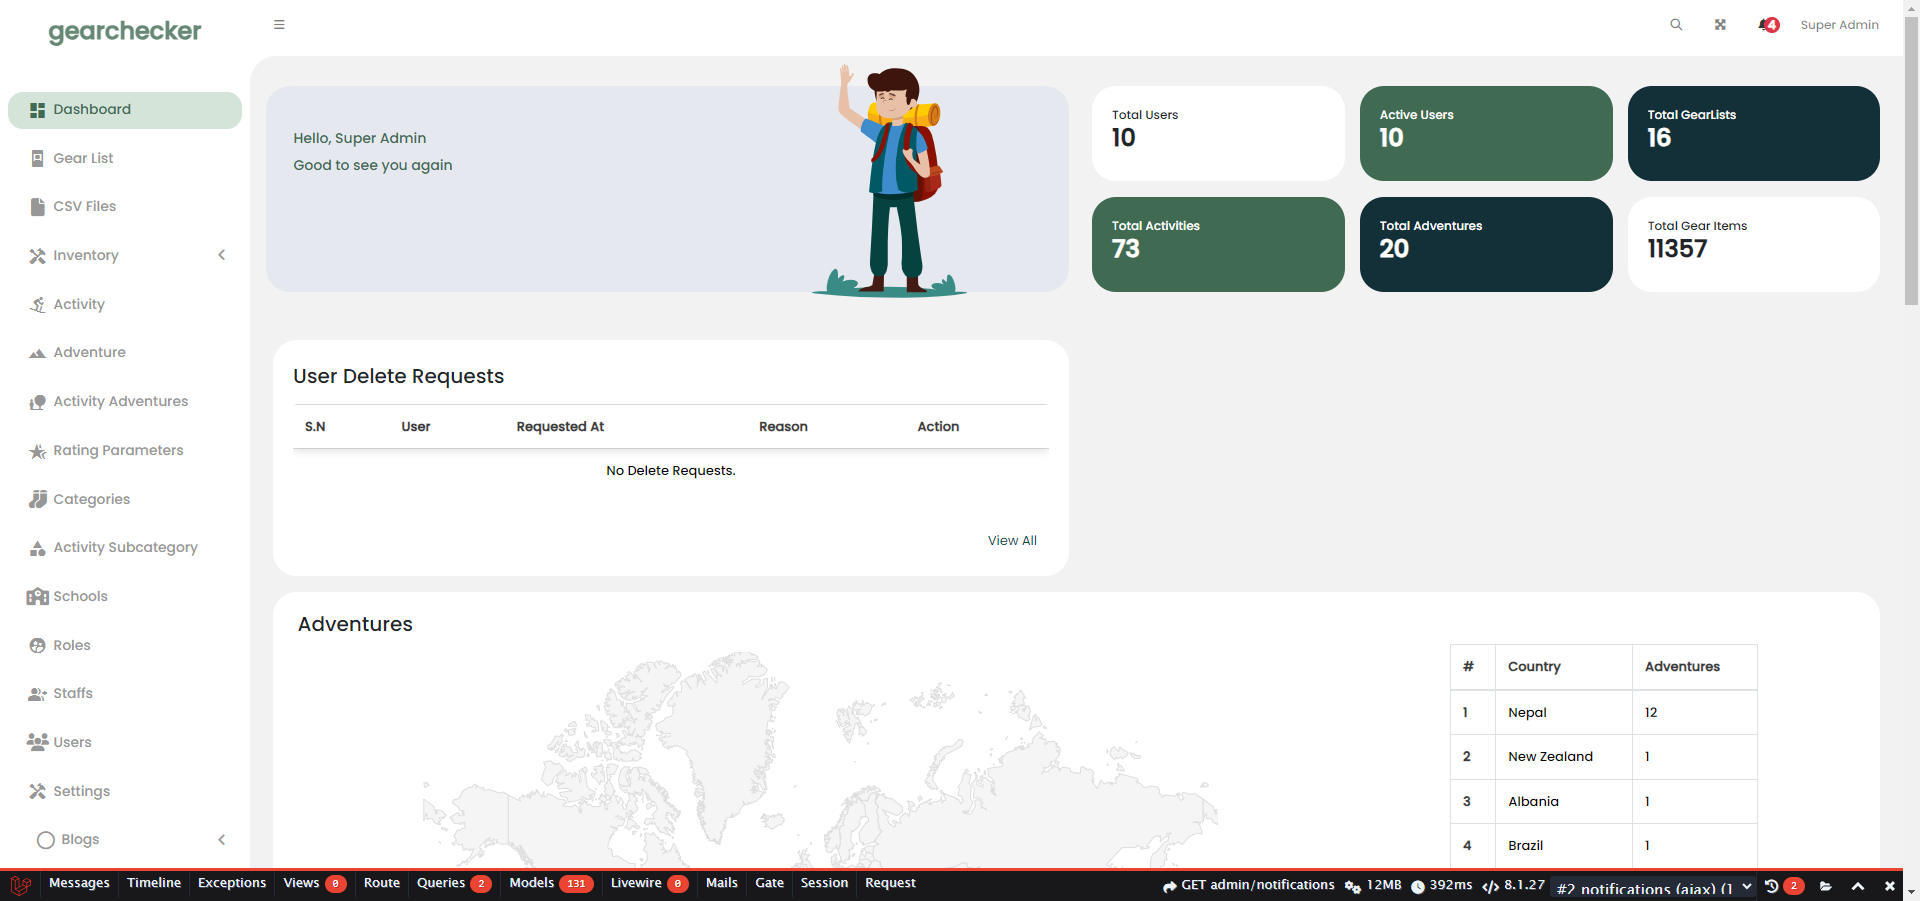 gearchecker
Super Admin
4
Dashboard
Gear List
CSV Files
Inventory
Activity
Adventure
Activity Adventures
Rating Parameters
Categories
Activity Subcategory
Schools
Roles
Staffs
Users
Settings
Blogs
Hello, Super Admin
Good to see you again
Total Users
10
Active Users
10
Total GearLists
16
Total Activities
73
Total Adventures
20
Total Gear Items
11357
User Delete Requests
S.N User Requested At Reason Action
No Delete Requests.
View All
Adventures
# Country Adventures
1 Nepal 12
2 New Zealand 1
3 Albania 1
4 Brazil 1
Messages Timeline Exceptions Views 0 Route Queries 2 Models 131 Livewire 0 Mails Gate Session Request GET admin/notifications 12MB 392ms 8.1.27 #2 notifications (ajax) (1 2